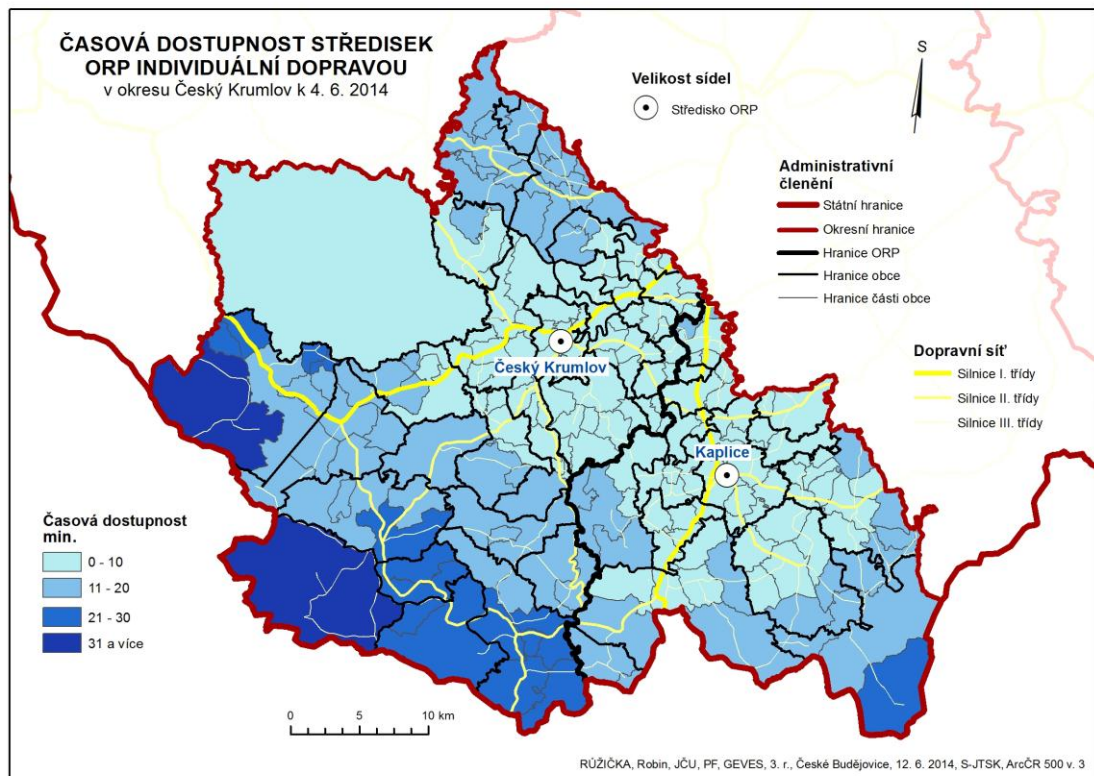 ČASOVÁ DOSTUPNOST STŘEDISEK
ORP INDIVIDUÁLNÍ DOPRAVOU
v okresu Český Krumlov k 4. 6. 2014
Velikost sídel
Středisko ORP
S
Administrativní
členění
Státní hranice
Okresní hranice
Hranice ORP
Hranice obce
Hranice části obce
Dopravní síť
Silnice I. třídy
Silnice II. třídy
Silnice III. třídy
Český Krumlov
Kaplice
Časová dostupnost
min.
0 - 10
11 - 20
21 - 30
31 a více
0 5 10 km
RŮŽIČKA, Robin, JČU, PF, GEVES, 3. r., České Budějovice, 12. 6. 2014, S-JTSK, ArcČR 500 v. 3